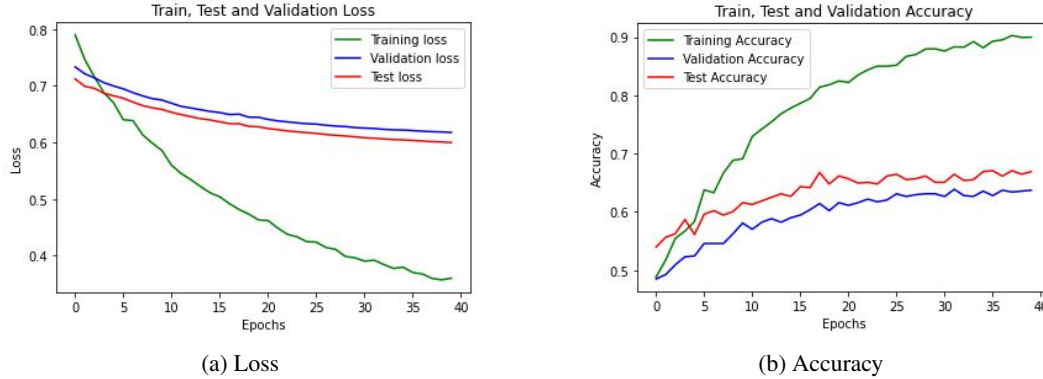 Train, Test and Validation Loss
0.8
0.7
0.6
0.5
0.4
Loss
Training loss
Validation loss
Test loss
0 5 10 15 20 25 30 35 40
Epochs
(a) Loss
Train, Test and Validation Accuracy
0.9
0.8
0.7
0.6
0.5
Accuracy
Training Accuracy
Validation Accuracy
Test Accuracy
0 5 10 15 20 25 30 35 40
Epochs
(b) Accuracy